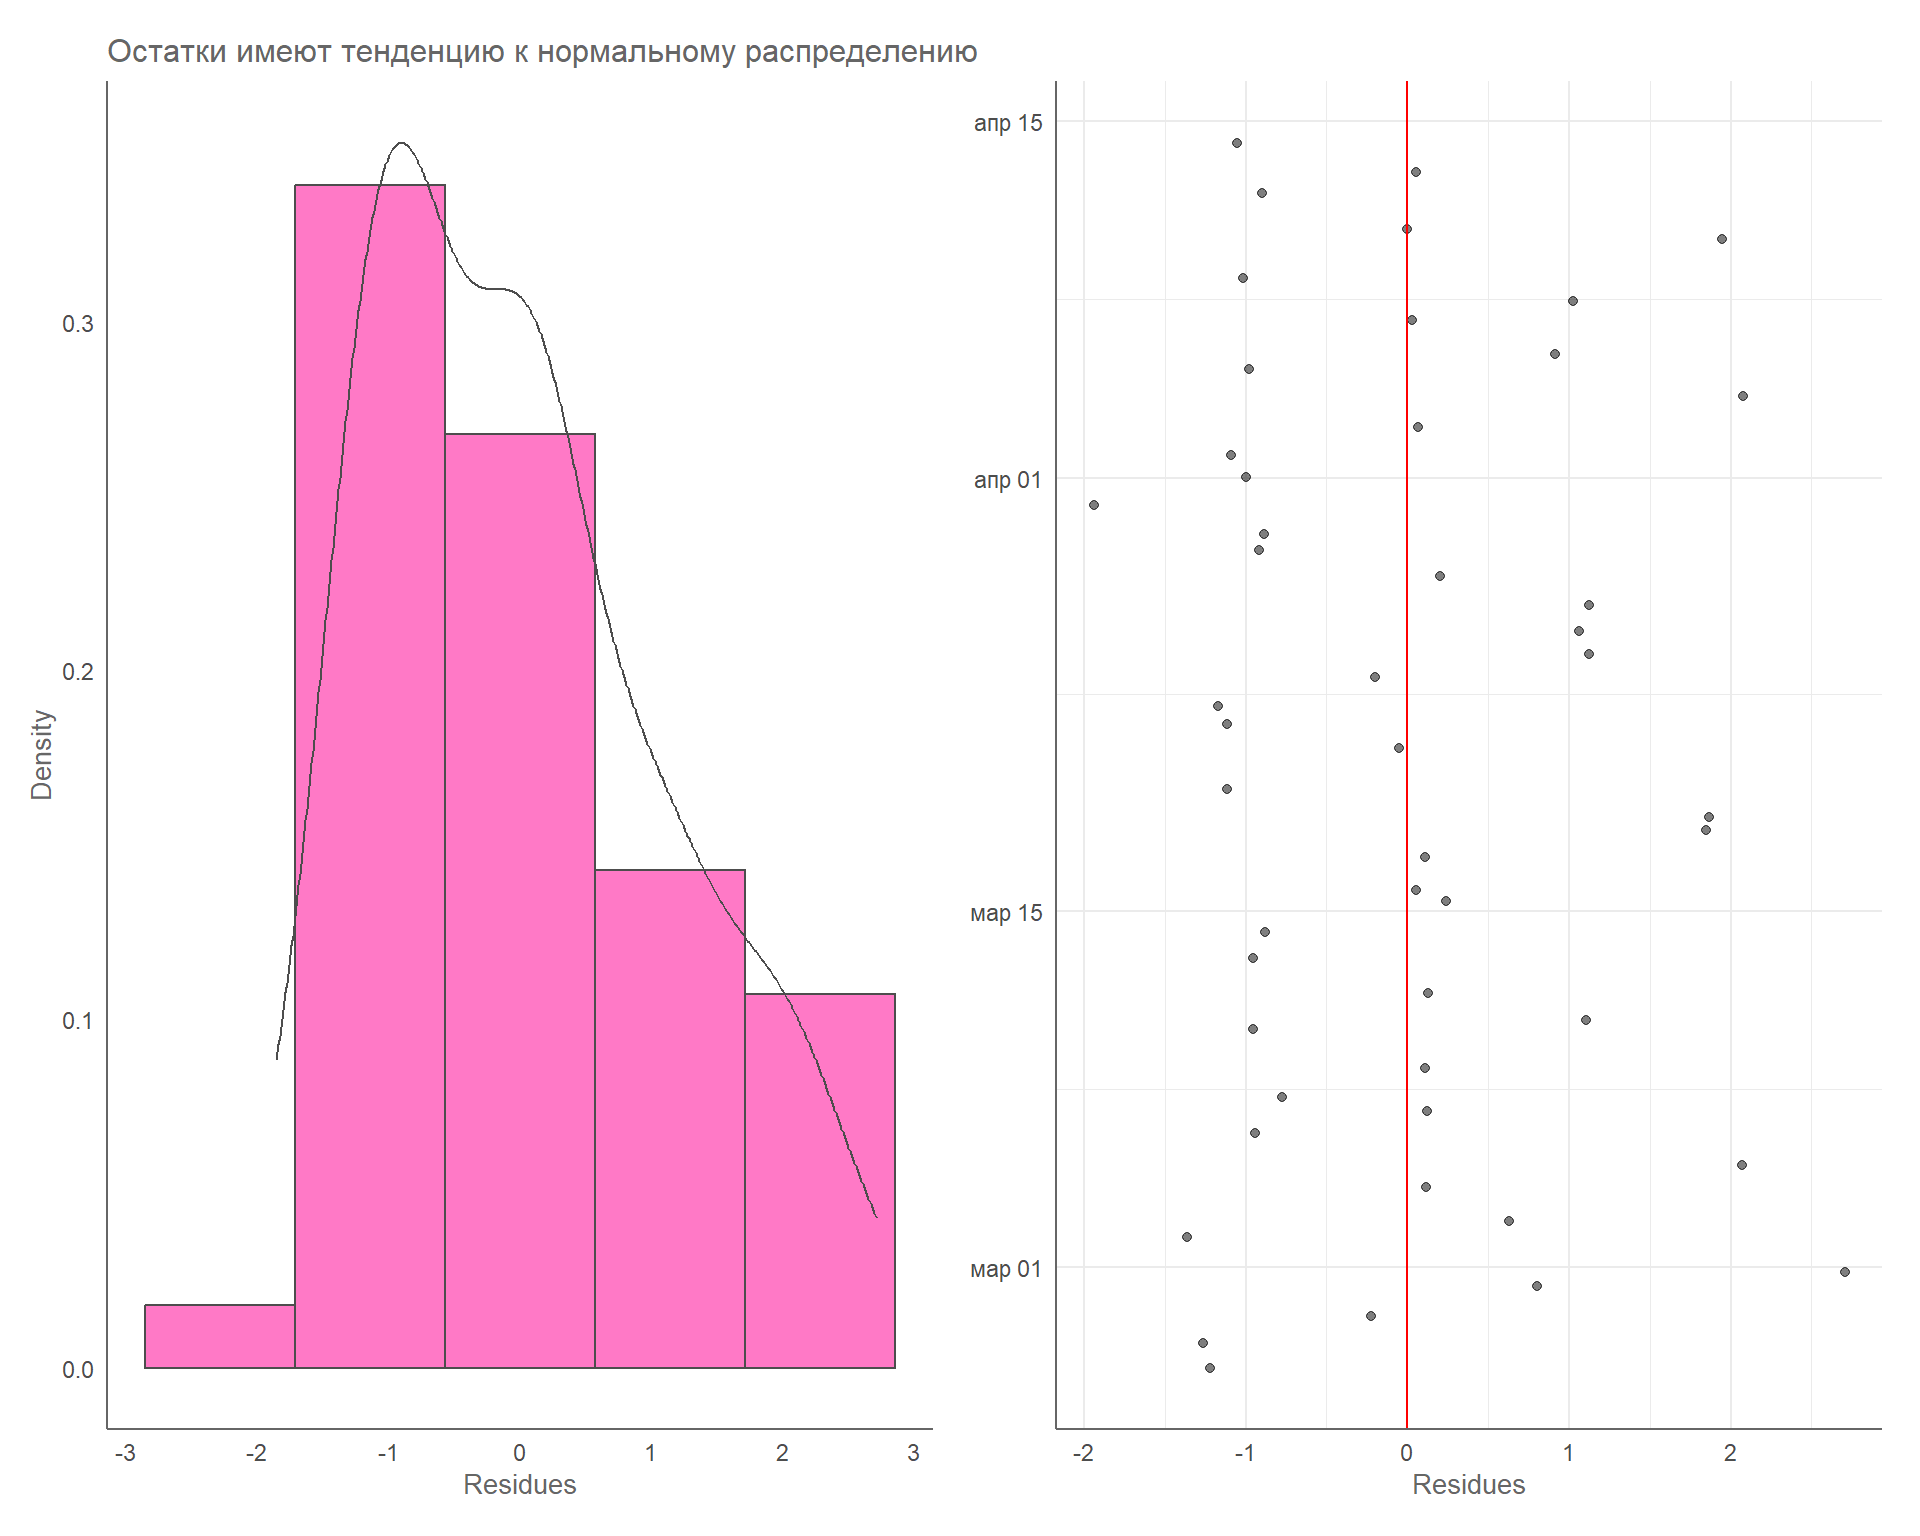 Остатки имеют тенденцию к нормальному распределению
Density
0.3
0.2
0.1
0.0
-3 -2 -1 0 1 2 3
Residues
апр 15
апр 01
мар 15
мар 01
-2 -1 0 1 2
Residues